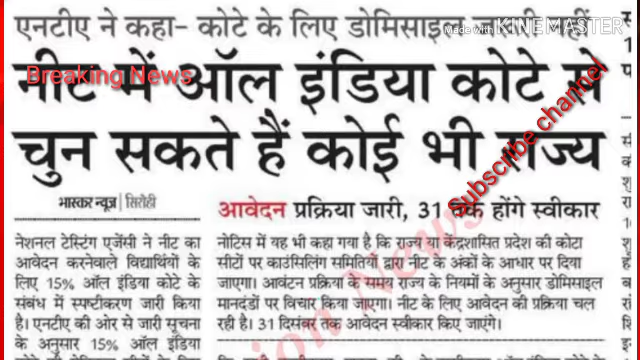 एनटीए ने कहा- कोटे के लिए डोमिसाइल जरूरी नहीं
KINEMASTER
Breaking News
नीट में ऑल इंडिया कोटे से
चुन सकते हैं कोई भी राज्य
Subscribe channel
भास्कर न्यूज | सिरोही
आवेदन प्रक्रिया जारी, 31 तक होंगे स्वीकार
नेशनल टेस्टिंग एजेंसी ने नीट का
आवेदन करनेवाले विद्यार्थियों के
लिए 15% ऑल इंडिया कोटे के
संबंध में स्पष्टीकरण जारी किया
है। एनटीए की ओर से जारी सूचना
के अनुसार 15% ऑल इंडिया
नोटिस में यह भी कहा गया है कि राज्य या केंद्रशासित प्रदेश की कोटा
सीटों पर काउंसिलिंग समितियों द्वारा नीट के अंकों के आधार पर दिया
जाएगा। आवंटन प्रक्रिया के समय राज्य के नियमों के अनुसार डोमिसाइल
मानदंडों पर विचार किया जाएगा। नीट के लिए आवेदन की प्रक्रिया चल
रही है। 31 दिसंबर तक आवेदन स्वीकार किए जाएंगे।